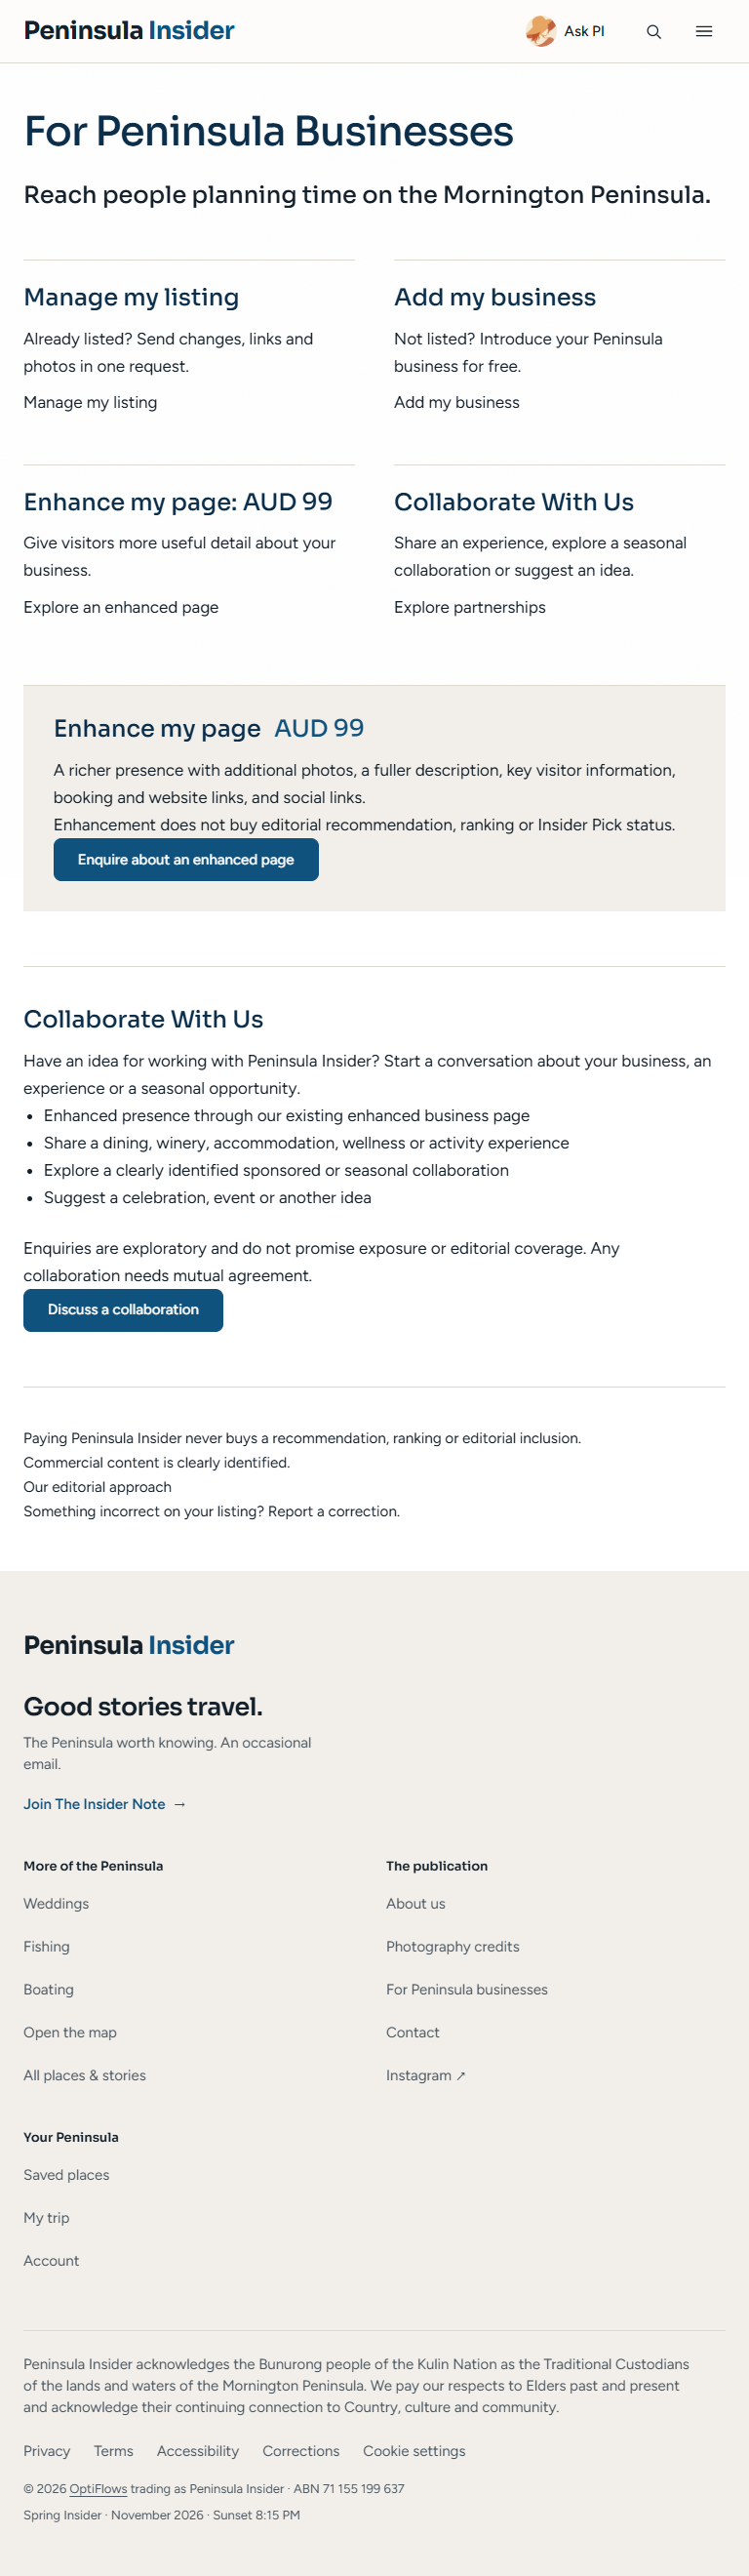 Peninsula Insider
Ask PI
For Peninsula Businesses
Reach people planning time on the Mornington Peninsula.
Manage my listing
Already listed? Send changes, links and
photos in one request.
Manage my listing
Add my business
Not listed? Introduce your Peninsula
business for free.
Add my business
Enhance my page: AUD 99
Give visitors more useful detail about your
business.
Explore an enhanced page
Collaborate With Us
Share an experience, explore a seasonal
collaboration or suggest an idea.
Explore partnerships
Enhance my page AUD 99
A richer presence with additional photos, a fuller description, key visitor information,
booking and website links, and social links.
Enhancement does not buy editorial recommendation, ranking or Insider Pick status.
Enquire about an enhanced page
Collaborate With Us
Have an idea for working with Peninsula Insider? Start a conversation about your business, an
experience or a seasonal opportunity.
• Enhanced presence through our existing enhanced business page
• Share a dining, winery, accommodation, wellness or activity experience
• Explore a clearly identified sponsored or seasonal collaboration
• Suggest a celebration, event or another idea
Enquiries are exploratory and do not promise exposure or editorial coverage. Any
collaboration needs mutual agreement.
Discuss a collaboration
Paying Peninsula Insider never buys a recommendation, ranking or editorial inclusion.
Commercial content is clearly identified.
Our editorial approach
Something incorrect on your listing? Report a correction.
Peninsula Insider
Good stories travel.
The Peninsula worth knowing. An occasional
email.
Join The Insider Note →
More of the Peninsula
Weddings
Fishing
Boating
Open the map
All places & stories
The publication
About us
Photography credits
For Peninsula businesses
Contact
Instagram ↗
Your Peninsula
Saved places
My trip
Account
Peninsula Insider acknowledges the Bunurong people of the Kulin Nation as the Traditional Custodians
of the lands and waters of the Mornington Peninsula. We pay our respects to Elders past and present
and acknowledge their continuing connection to Country, culture and community.
Privacy Terms Accessibility Corrections Cookie settings
© 2026 OptiFlows trading as Peninsula Insider · ABN 71 155 199 637
Spring Insider · November 2026 · Sunset 8:15 PM